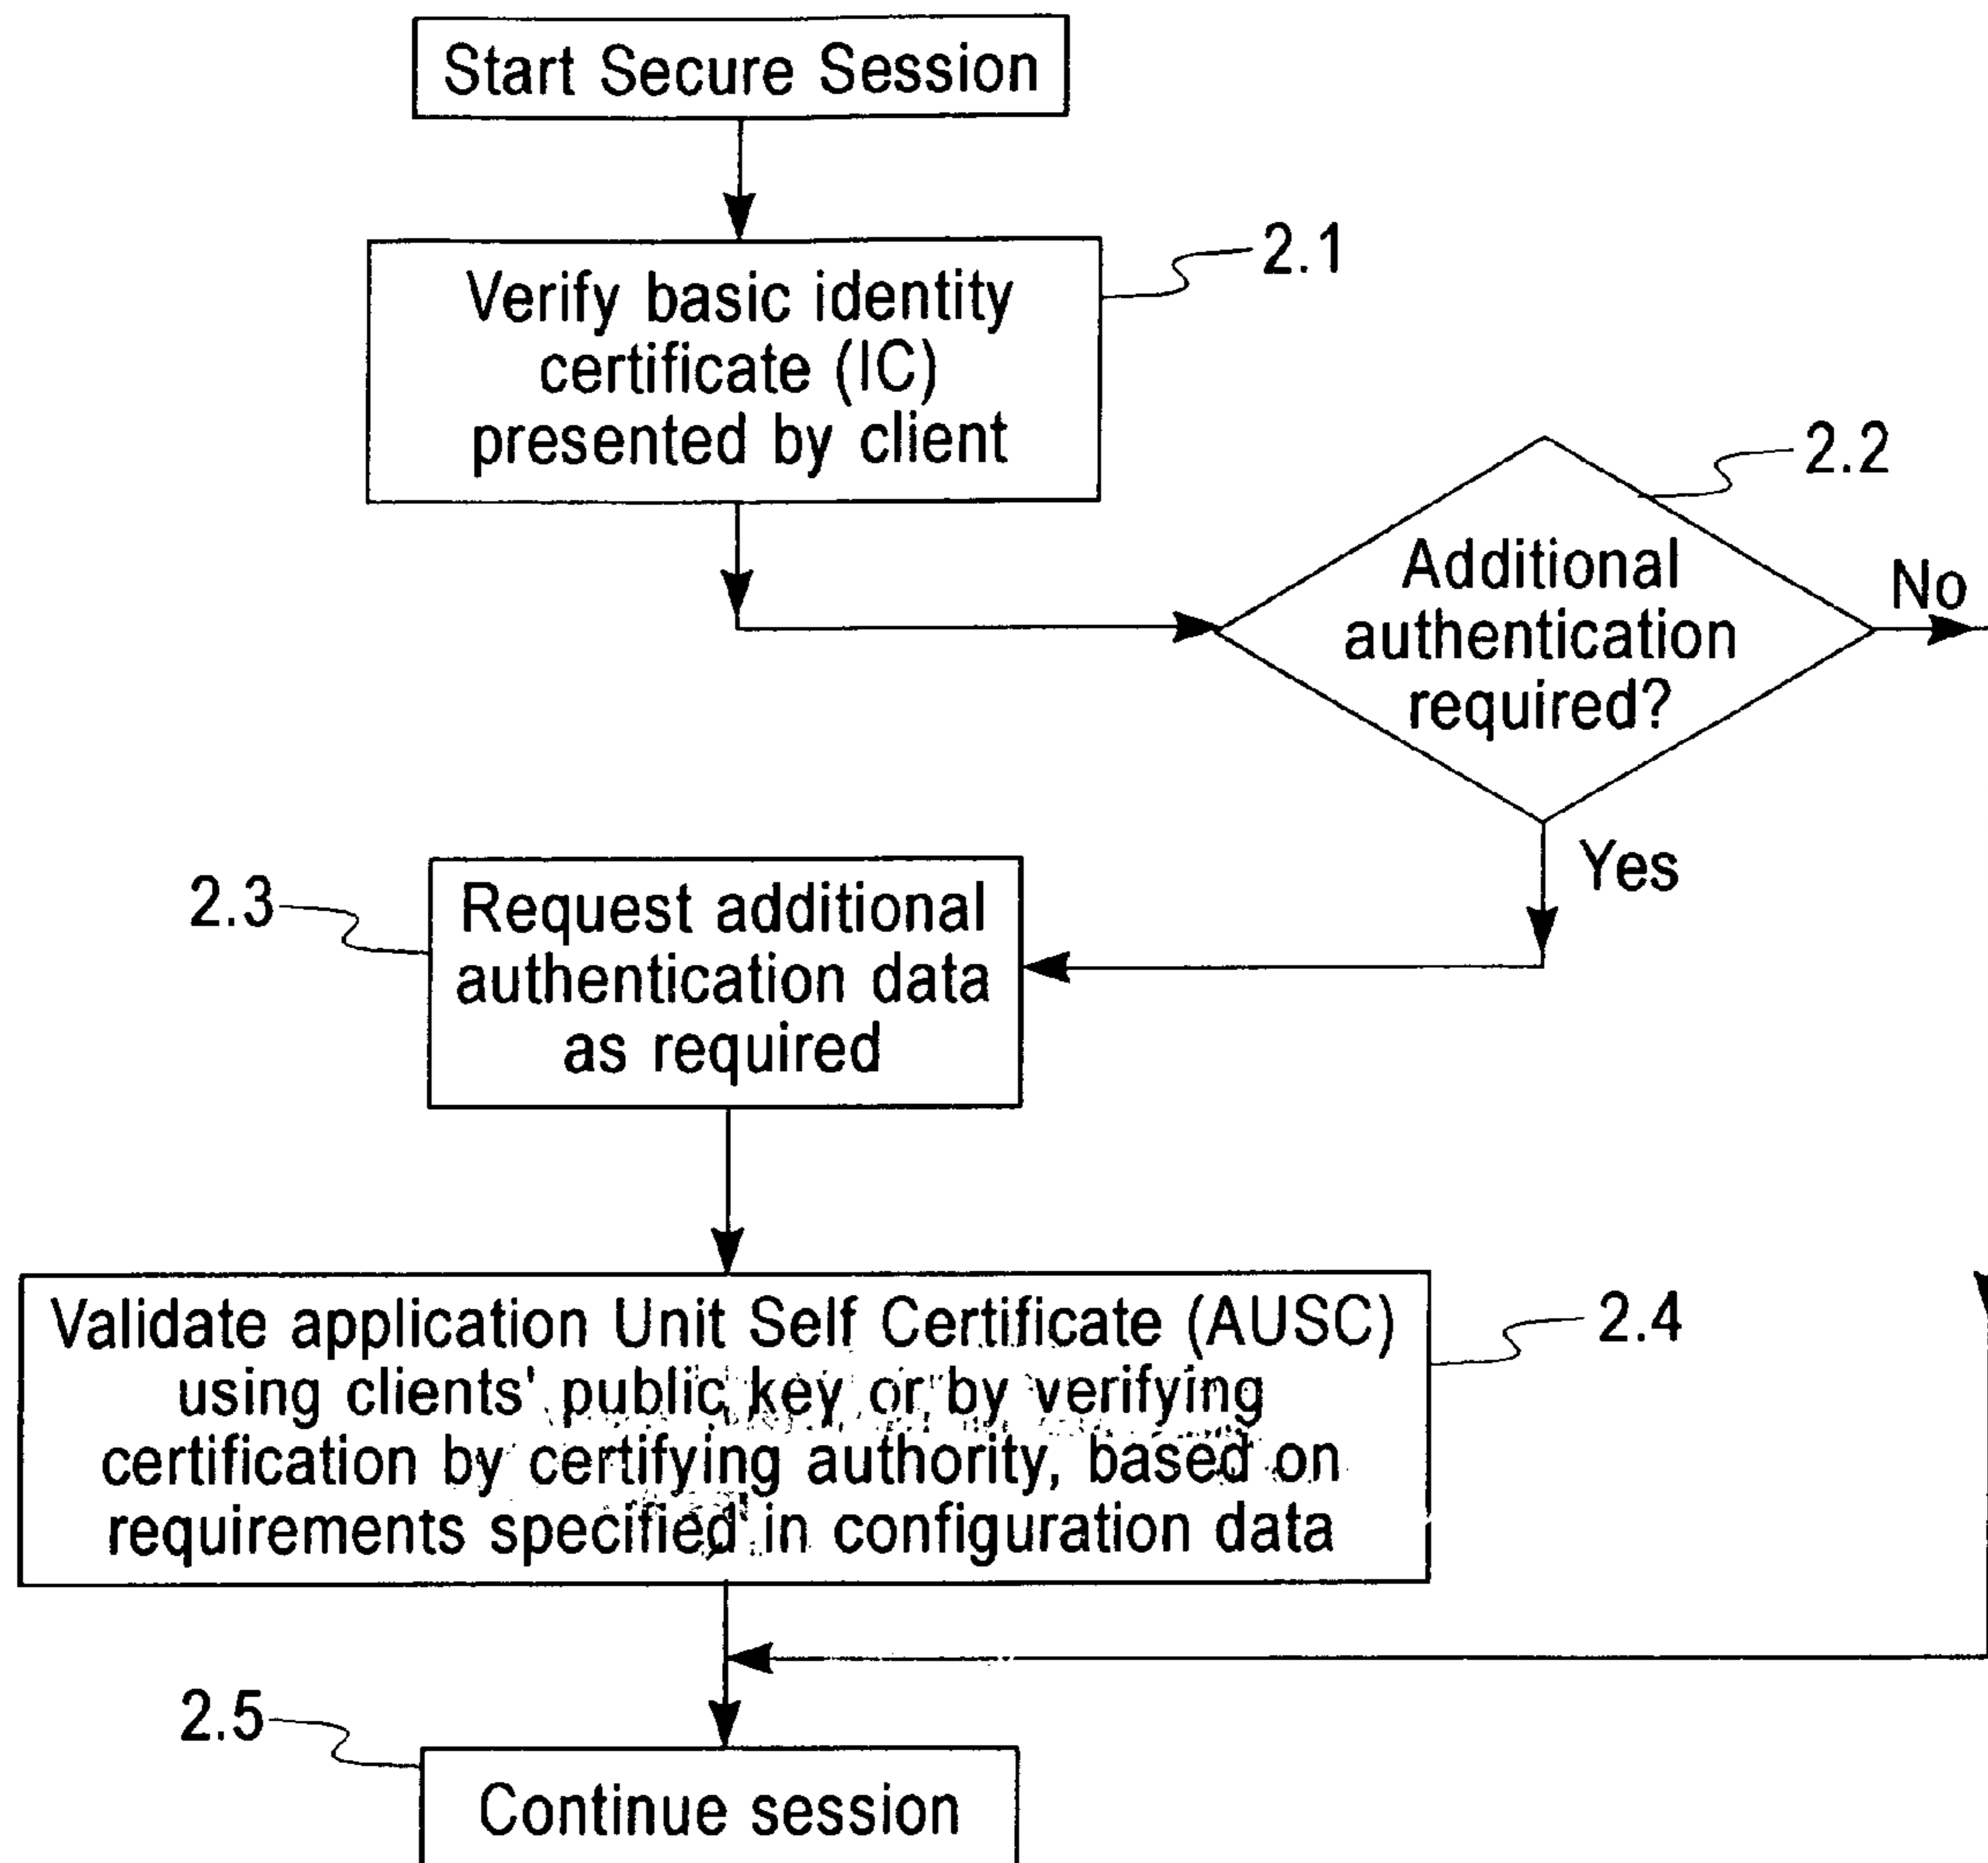 Start Secure Session
2.1
Verify basic identity
certificate (IC)
presented by client
2.2
Additional
authentication
required?
No
Yes
2.3
Request additional
authentication data
as required
2.4
Validate application Unit Self Certificate (AUSC)
using clients' public key or by verifying
certification by certifying authority, based on
requirements specified in configuration data
2.5
Continue session